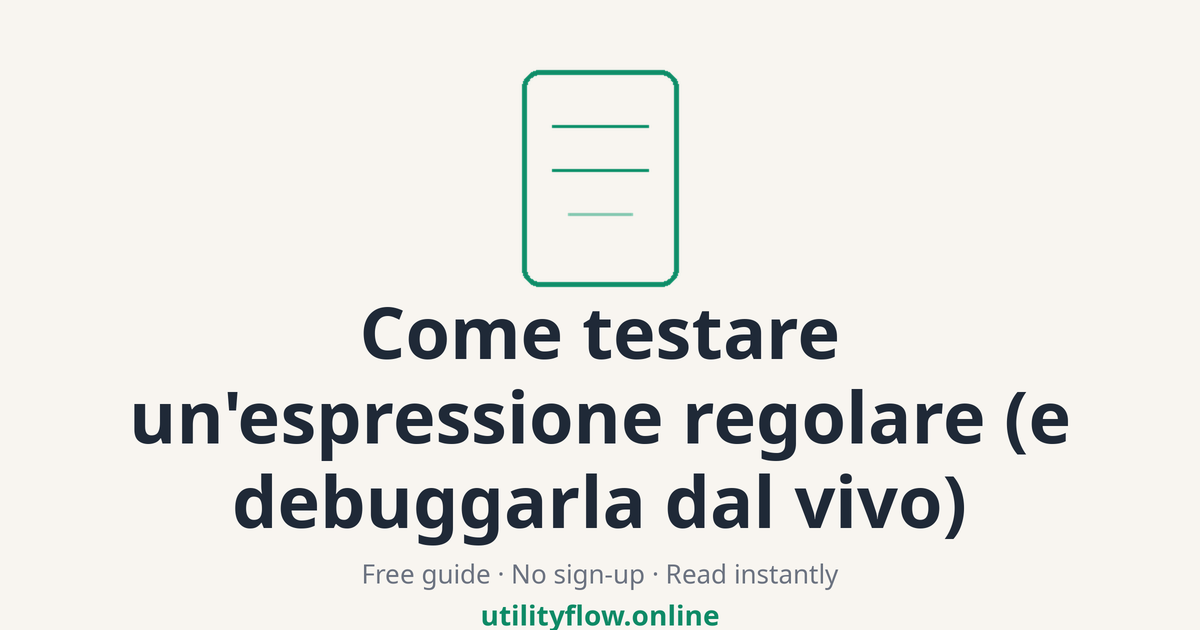 Come testare
un'espressione regolare (e
debuggarla dal vivo)
Free guide · No sign-up · Read instantly
utilityflow.online